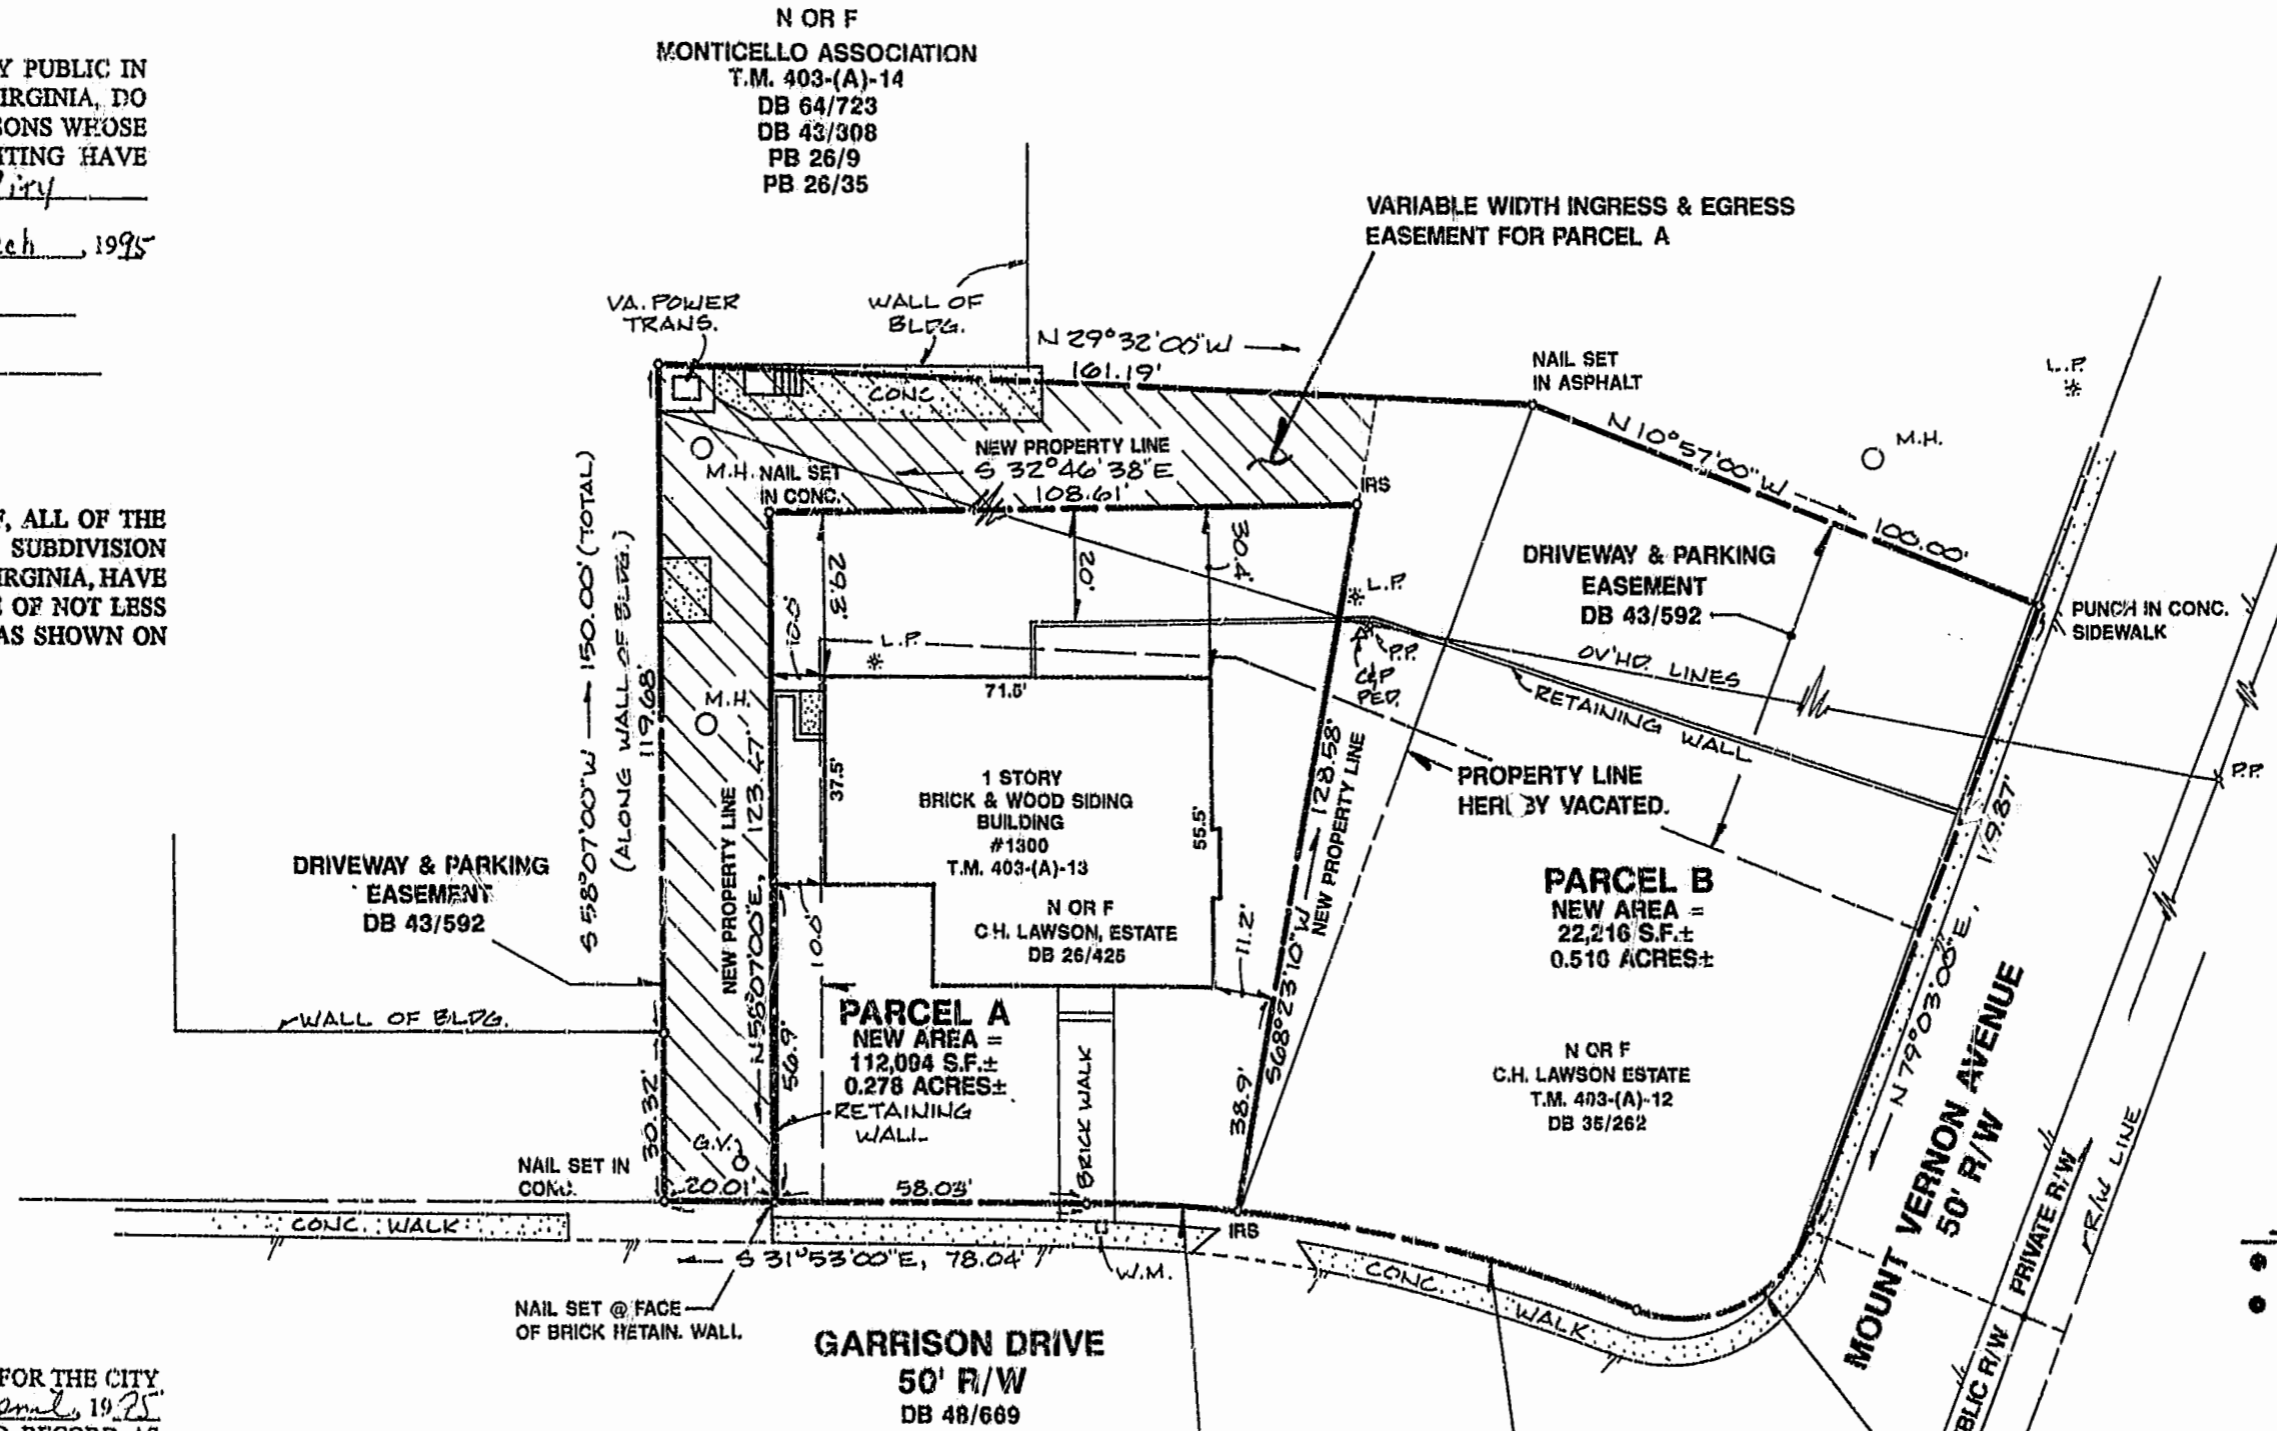 N OR F
MONTICELLO ASSOCIATION
T.M. 403-(A)-14
DB 64/723
DB 43/308
PB 26/9
PB 26/35
Y PUBLIC IN
IRGINIA, DO
SONS WHOSE
ITING HAVE
1995
F, ALL OF THE
SUBDIVISION
IRGINIA, HAVE
E OF NOT LESS
AS SHOWN ON
VARIABLE WIDTH INGRESS & EGRESS
EASEMENT FOR PARCEL A
VA. POWER
TRANS.
WALL OF
BLDG.
N 29°32'00"W
161.19'
NAIL SET
IN ASPHALT
L.P.
CONC
N 10°57'00"W
100.00'
M.H.
NEW PROPERTY LINE
S 32°46'38"E
108.61'
M.H.
NAIL SET
IN CONC.
IRS
S 58°07'00"W 150.00' (TOTAL)
(ALONG WALL OF BLDG.)
119.68'
29.3'
10.0'
20'
30.4'
L.P.
L.P.
P.P.
C&P
PED.
DRIVEWAY & PARKING
EASEMENT
DB 43/592
PUNCH IN CONC.
SIDEWALK
OV'HD. LINES
RETAINING WALL
P.P.
M.H.
71.5'
37.5'
55.5'
1 STORY
BRICK & WOOD SIDING
BUILDING
#1300
T.M. 403-(A)-13
N OR F
C.H. LAWSON, ESTATE
DB 26/425
NEW PROPERTY LINE
N 58°07'00"E, 123.47'
S 68°23'10"W 128.58'
NEW PROPERTY LINE
PROPERTY LINE
HEREBY VACATED.
DRIVEWAY & PARKING
EASEMENT
DB 43/592
WALL OF BLDG.
10.0'
11.2'
PARCEL B
NEW AREA =
22,216 S.F.±
0.510 ACRES±
N 79°03'00"E, 119.87'
PARCEL A
NEW AREA =
112,094 S.F.±
0.278 ACRES±
RETAINING
WALL
56.9'
BRICK WALK
38.9'
N OR F
C.H. LAWSON ESTATE
T.M. 403-(A)-12
DB 35/262
MOUNT VERNON AVENUE
50' R/W
30.32'
G.V.
NAIL SET IN
CONC.
20.01'
58.03'
IRS
CONC. WALK
S 31°53'00"E, 78.04'
W.M.
CONC. WALK
PRIVATE R/W
R/W LINE
BLIC R/W
NAIL SET @ FACE
OF BRICK RETAIN. WALL
GARRISON DRIVE
50' R/W
DB 48/669
FOR THE CITY